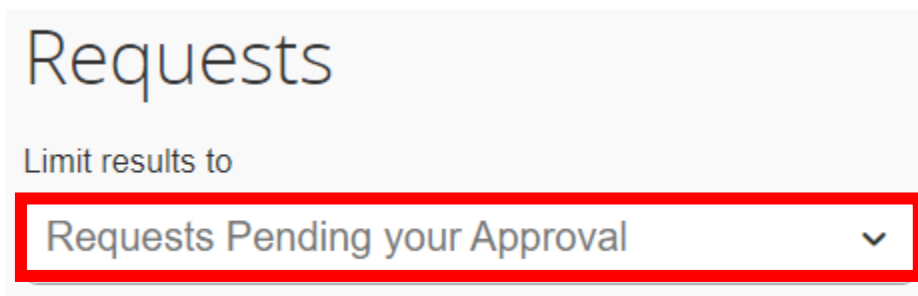 Requests
Limit results to
Requests Pending your Approval